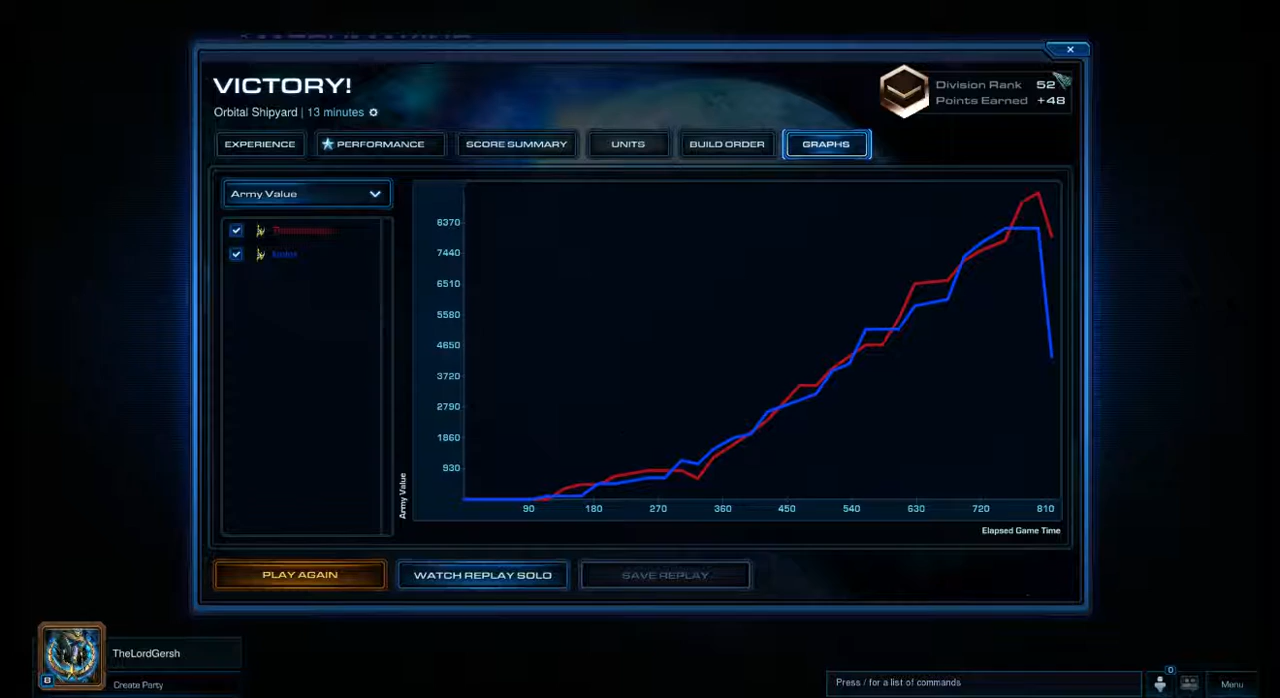 VICTORY!
Orbital Shipyard | 13 minutes
Division Rank 52
Points Earned +48
EXPERIENCE
PERFORMANCE
SCORE SUMMARY
UNITS
BUILD ORDER
GRAPHS
Army Value
8370
7440
6510
5580
4650
3720
2790
1860
930
Army Value
90 180 270 360 450 540 630 720 810
Elapsed Game Time
PLAY AGAIN
WATCH REPLAY SOLO
SAVE REPLAY
TheLordGersh
B
Create Party
Press / for a list of commands
0
Menu